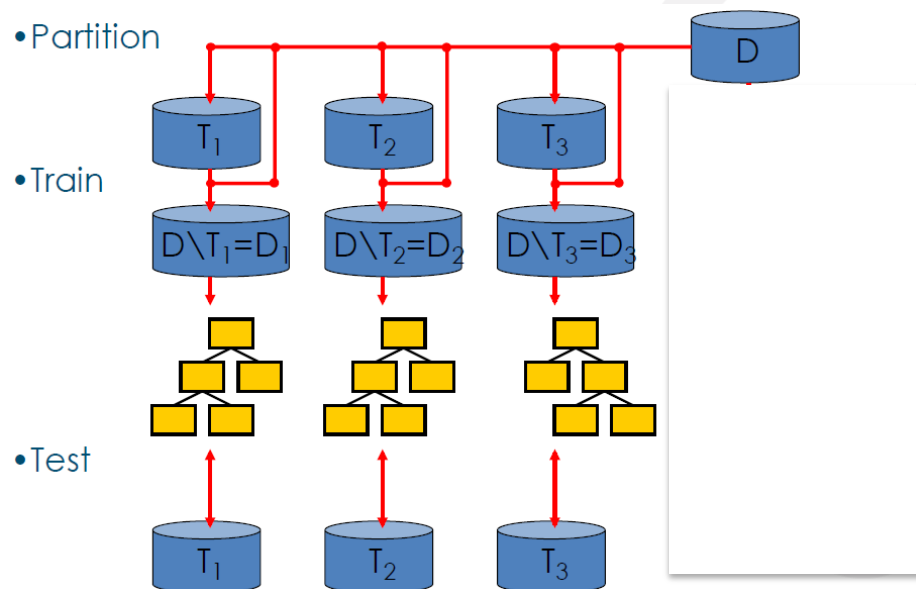 •Partition
D
T₁ T₂ T₃
•Train
D\T₁=D₁ D\T₂=D₂ D\T₃=D₃
•Test
T₁ T₂ T₃